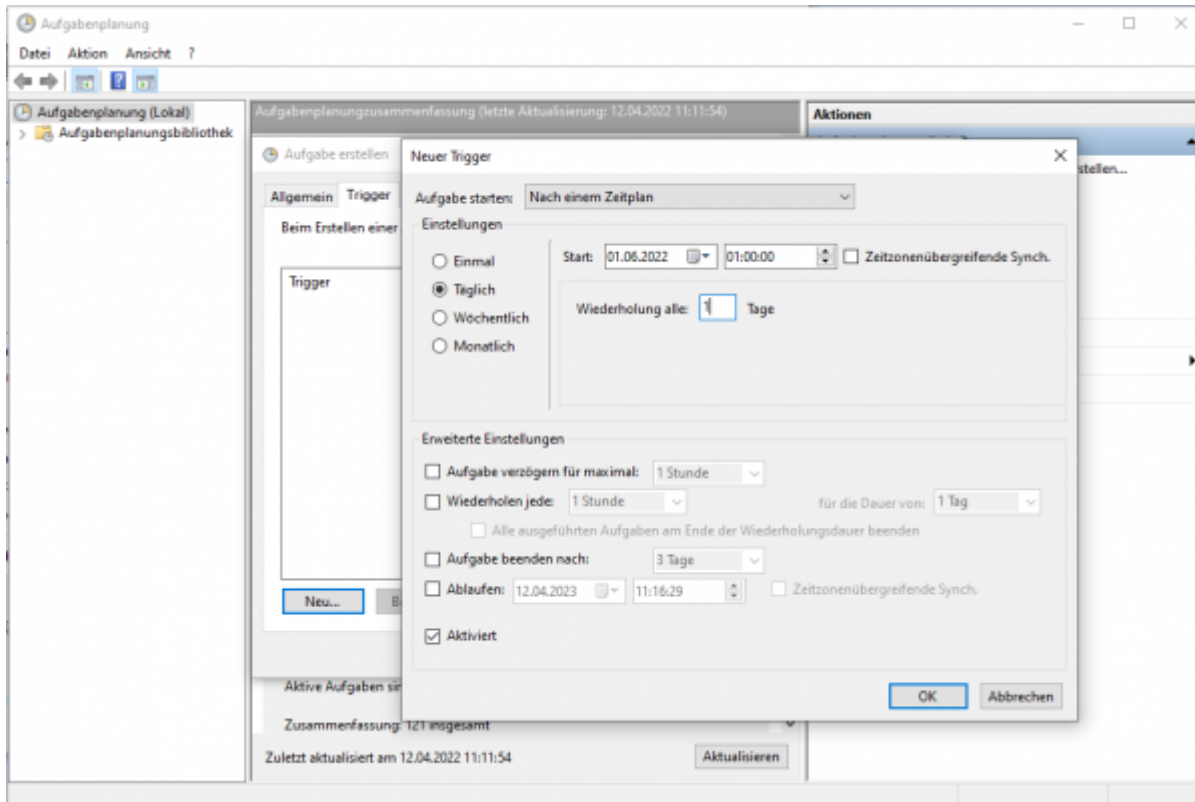 Aufgabenplanung
Datei Aktion Ansicht ?
Aufgabenplanung (Lokal)
Aufgabenplanungsbibliothek
Aufgabenplanungzusammenfassung (letzte Aktualisierung: 12.04.2022 11:11:54)
Aktionen
stellen...
Aufgabe erstellen
Allgemein Trigger
Beim Erstellen einer
Trigger
Neu...
Neuer Trigger
Aufgabe starten: Nach einem Zeitplan
Einstellungen
Einmal
Täglich
Wöchentlich
Monatlich
Start: 01.06.2022 01:00:00 Zeitzonenübergreifende Synch.
Wiederholung alle: 1 Tage
Erweiterte Einstellungen
Aufgabe verzögern für maximal: 1 Stunde
Wiederholen jede: 1 Stunde für die Dauer von: 1 Tag
Alle ausgeführten Aufgaben am Ende der Wiederholungsdauer beenden
Aufgabe beenden nach: 3 Tage
Ablaufen: 12.04.2023 11:16:29 Zeitzonenübergreifende Synch.
Aktiviert
OK Abbrechen
Aktive Aufgaben sin
Zusammenfassung: 121 insgesamt
Zuletzt aktualisiert am 12.04.2022 11:11:54 Aktualisieren